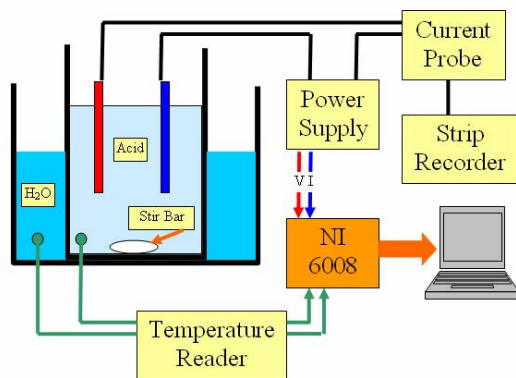 Current
Probe
Power
Supply
Strip
Recorder
Acid
H₂O
Stir Bar
V I
NI
6008
Temperature
Reader